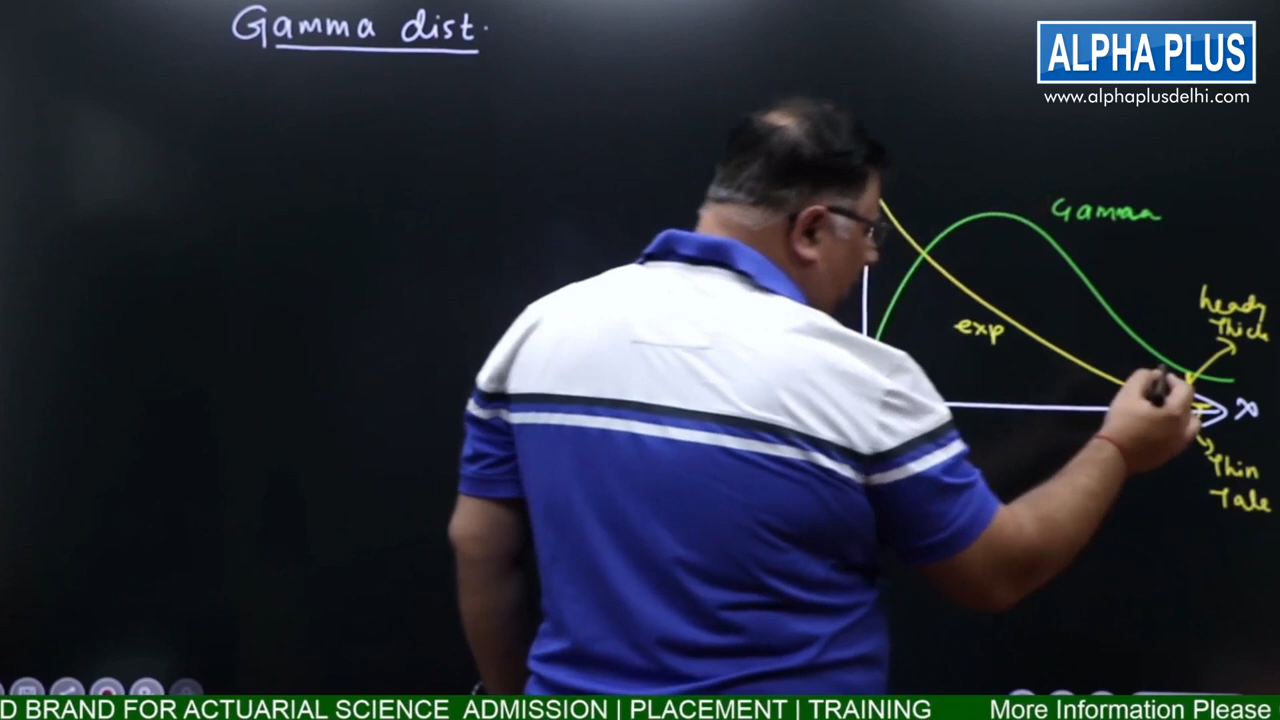 Gamma dist.
ALPHA PLUS
www.alphaplusdelhi.com
Gamma
heavy
Thick
exp
x
Thin
Tale
D BRAND FOR ACTUARIAL SCIENCE ADMISSION | PLACEMENT | TRAINING More Information Please